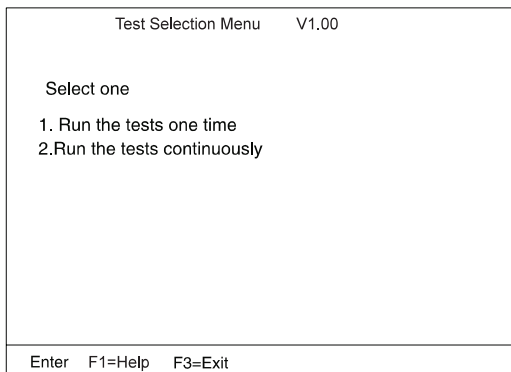 Test Selection Menu V1.00
Select one
1. Run the tests one time
2.Run the tests continuously
Enter F1=Help F3=Exit